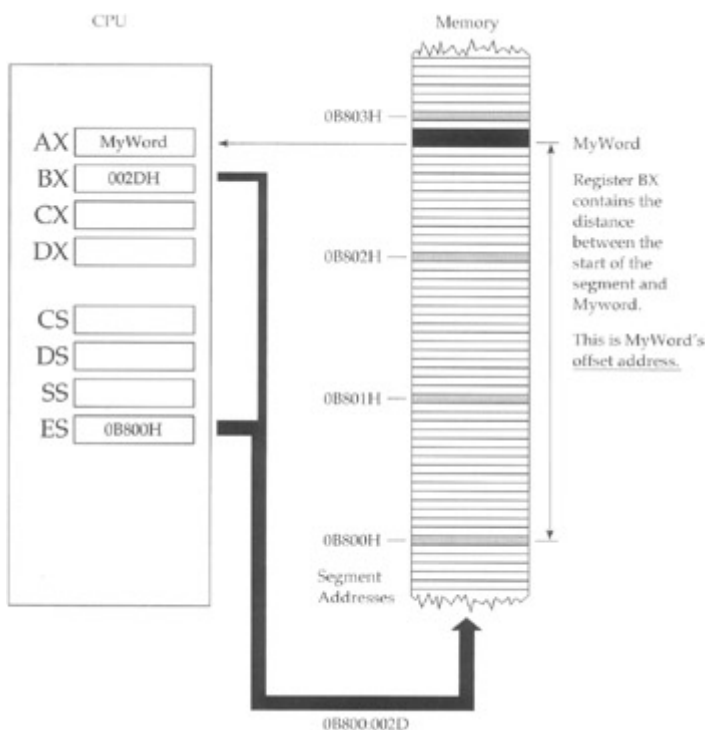 CPU
Memory
0B803H
AX MyWord
MyWord
BX 002DH
Register BX
contains the
distance
between the
start of the
segment and
Myword.
CX
DX
0B802H
This is MyWord's
offset address.
CS
DS
SS
0B801H
ES 0B800H
0B800H
Segment
Addresses
0B800:002D